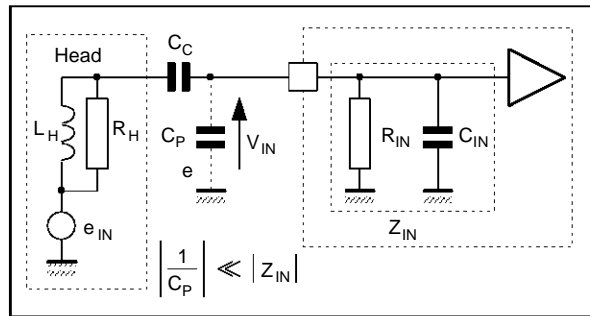 Head
C_C
L_H
R_H
C_P
e
V_IN
R_IN
C_IN
Z_IN
e_IN
|1/C_P| ≪ |Z_IN|